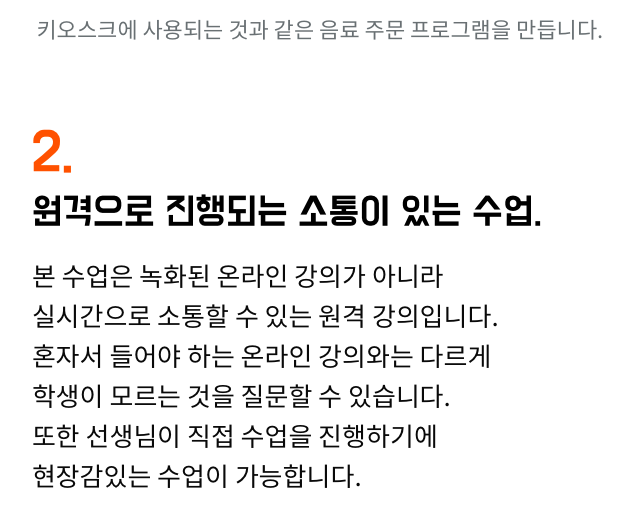 키오스크에 사용되는 것과 같은 음료 주문 프로그램을 만듭니다.
2.
원격으로 진행되는 소통이 있는 수업.
본 수업은 녹화된 온라인 강의가 아니라
실시간으로 소통할 수 있는 원격 강의입니다.
혼자서 들어야 하는 온라인 강의와는 다르게
학생이 모르는 것을 질문할 수 있습니다.
또한 선생님이 직접 수업을 진행하기에
현장감있는 수업이 가능합니다.